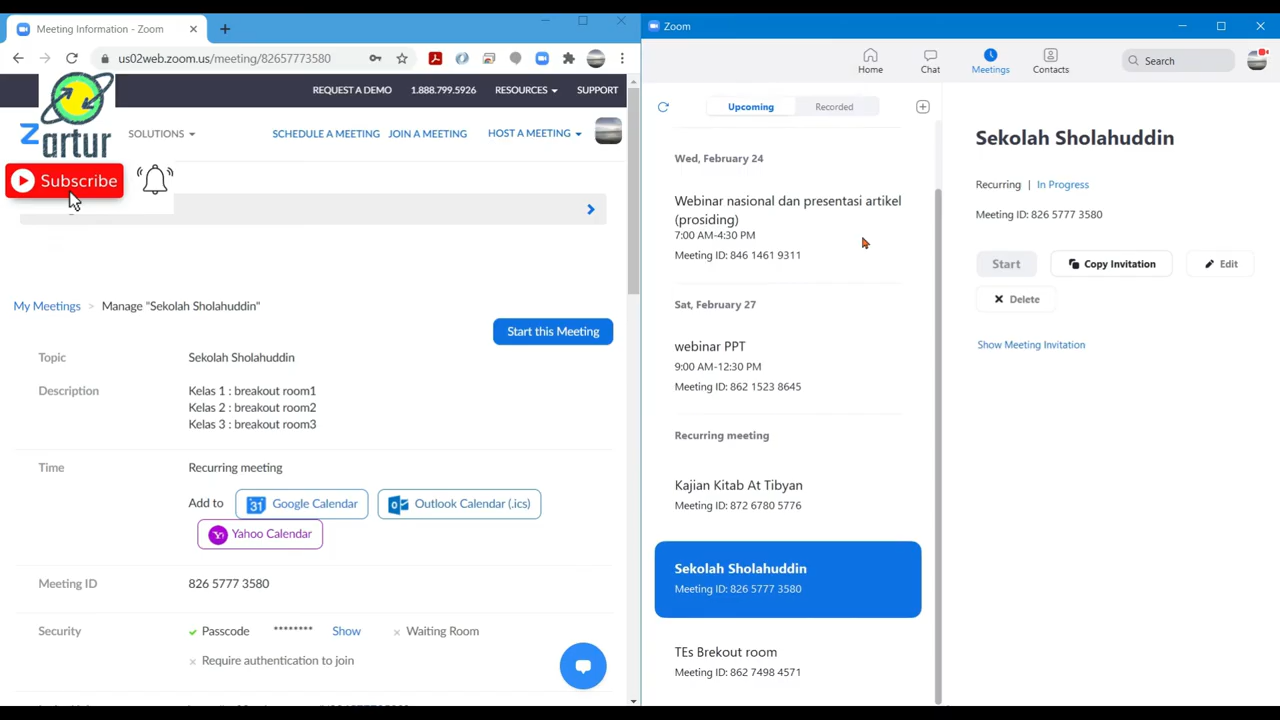 Meeting Information - Zoom
us02web.zoom.us/meeting/82657773580
REQUEST A DEMO 1.888.799.5926 RESOURCES SUPPORT
SOLUTIONS SCHEDULE A MEETING JOIN A MEETING HOST A MEETING
Zartur
Subscribe
My Meetings > Manage "Sekolah Sholahuddin"
Start this Meeting
Topic Sekolah Sholahuddin
Description Kelas 1 : breakout room1
Kelas 2 : breakout room2
Kelas 3 : breakout room3
Time Recurring meeting
Add to Google Calendar Outlook Calendar (.ics)
Yahoo Calendar
Meeting ID 826 5777 3580
Security Passcode ******** Show Waiting Room
Require authentication to join
Zoom
Home Chat Meetings Contacts Search
Upcoming Recorded
Wed, February 24
Webinar nasional dan presentasi artikel
(prosiding)
7:00 AM-4:30 PM
Meeting ID: 846 1461 9311
Sat, February 27
webinar PPT
9:00 AM-12:30 PM
Meeting ID: 862 1523 8645
Recurring meeting
Kajian Kitab At Tibyan
Meeting ID: 872 6780 5776
Sekolah Sholahuddin
Meeting ID: 826 5777 3580
TEs Brekout room
Meeting ID: 862 7498 4571
Sekolah Sholahuddin
Recurring | In Progress
Meeting ID: 826 5777 3580
Start Copy Invitation Edit
Delete
Show Meeting Invitation